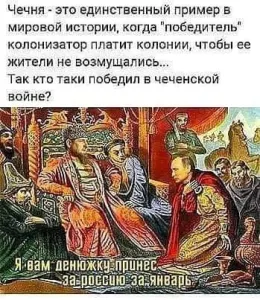 Чечня - это единственный пример в
мировой истории, когда "победитель"
колонизатор платит колонии, чтобы ее
жители не возмущались...
Так кто таки победил в чеченской
войне?
Я вам денюжку принес
за россию за январь